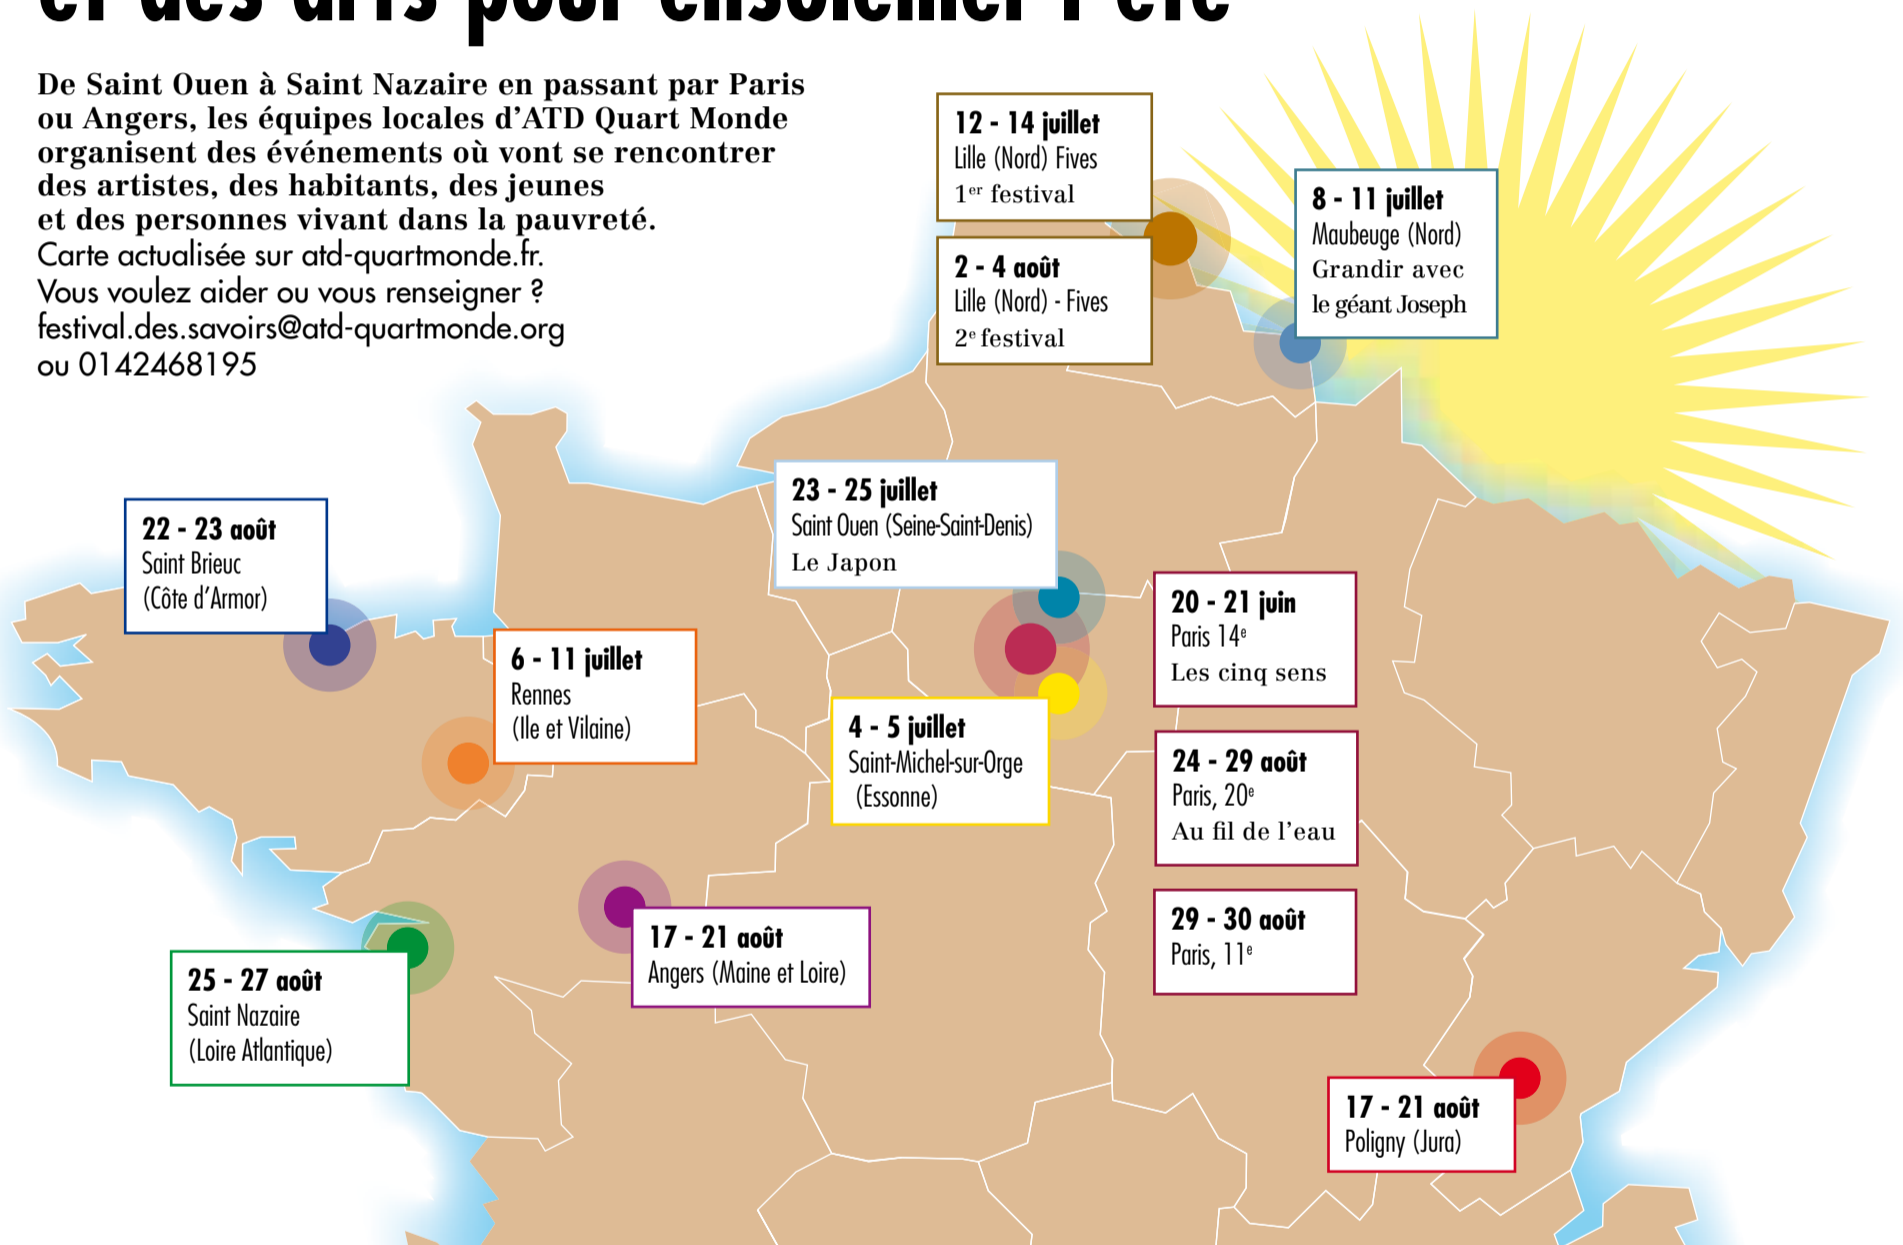 et des arts pour ensoleiller l'été
De Saint Ouen à Saint Nazaire en passant par Paris
ou Angers, les équipes locales d'ATD Quart Monde
organisent des événements où vont se rencontrer
des artistes, des habitants, des jeunes
et des personnes vivant dans la pauvreté.
Carte actualisée sur atd-quartmonde.fr.
Vous voulez aider ou vous renseigner ?
festival.des.savoirs@atd-quartmonde.org
ou 0142468195
12 - 14 juillet
Lille (Nord) Fives
1er festival
2 - 4 août
Lille (Nord) - Fives
2e festival
8 - 11 juillet
Maubeuge (Nord)
Grandir avec
le géant Joseph
22 - 23 août
Saint Brieuc
(Côte d'Armor)
23 - 25 juillet
Saint Ouen (Seine-Saint-Denis)
Le Japon
6 - 11 juillet
Rennes
(Ile et Vilaine)
20 - 21 juin
Paris 14e
Les cinq sens
4 - 5 juillet
Saint-Michel-sur-Orge
(Essonne)
24 - 29 août
Paris, 20e
Au fil de l'eau
29 - 30 août
Paris, 11e
17 - 21 août
Angers (Maine et Loire)
25 - 27 août
Saint Nazaire
(Loire Atlantique)
17 - 21 août
Poligny (Jura)